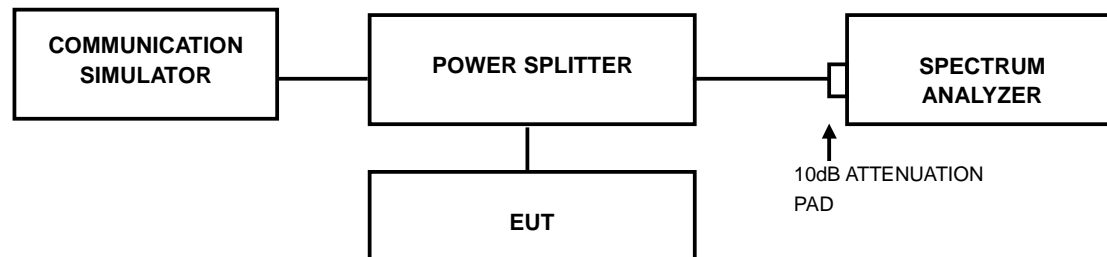 COMMUNICATION
SIMULATOR
POWER SPLITTER
SPECTRUM
ANALYZER
10dB ATTENUATION
PAD
EUT